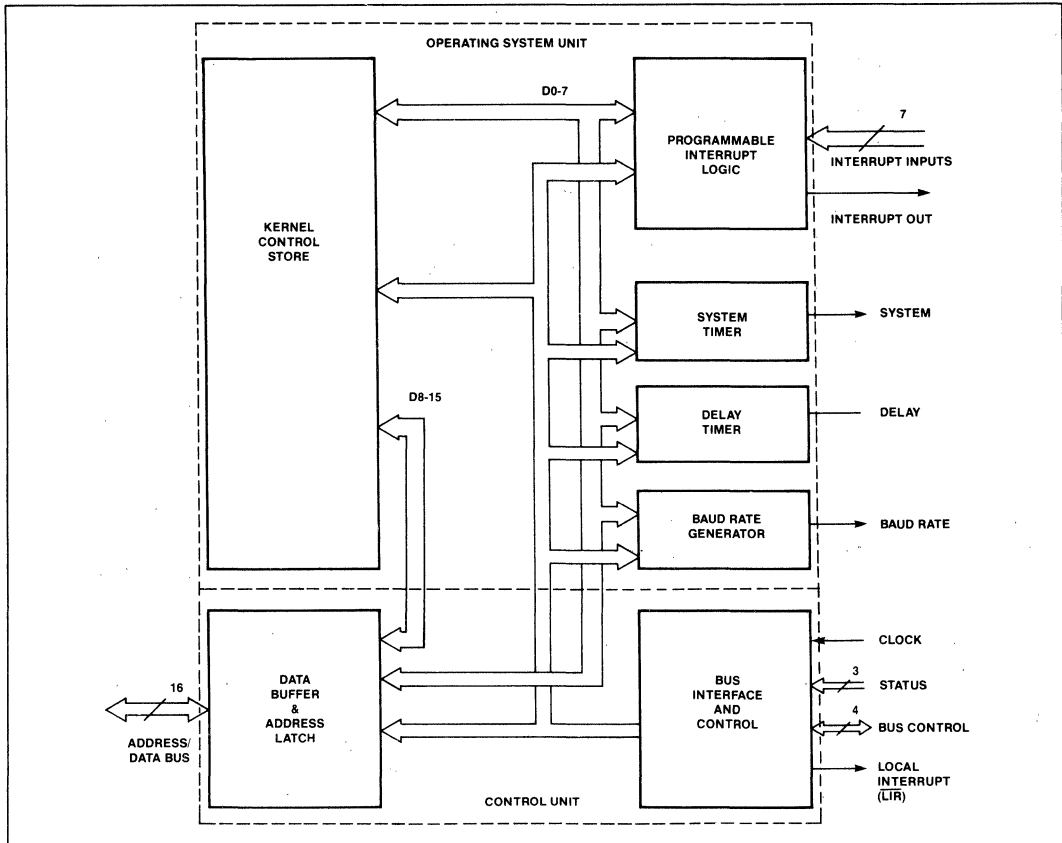 OPERATING SYSTEM UNIT
KERNEL
CONTROL
STORE
D0-7
PROGRAMMABLE
INTERRUPT
LOGIC
7
INTERRUPT INPUTS
INTERRUPT OUT
SYSTEM
TIMER
SYSTEM
D8-15
DELAY
TIMER
DELAY
BAUD RATE
GENERATOR
BAUD RATE
16
ADDRESS/
DATA BUS
DATA
BUFFER
&
ADDRESS
LATCH
BUS
INTERFACE
AND
CONTROL
CLOCK
3
STATUS
4
BUS CONTROL
LOCAL
INTERRUPT
(LIR)
CONTROL UNIT